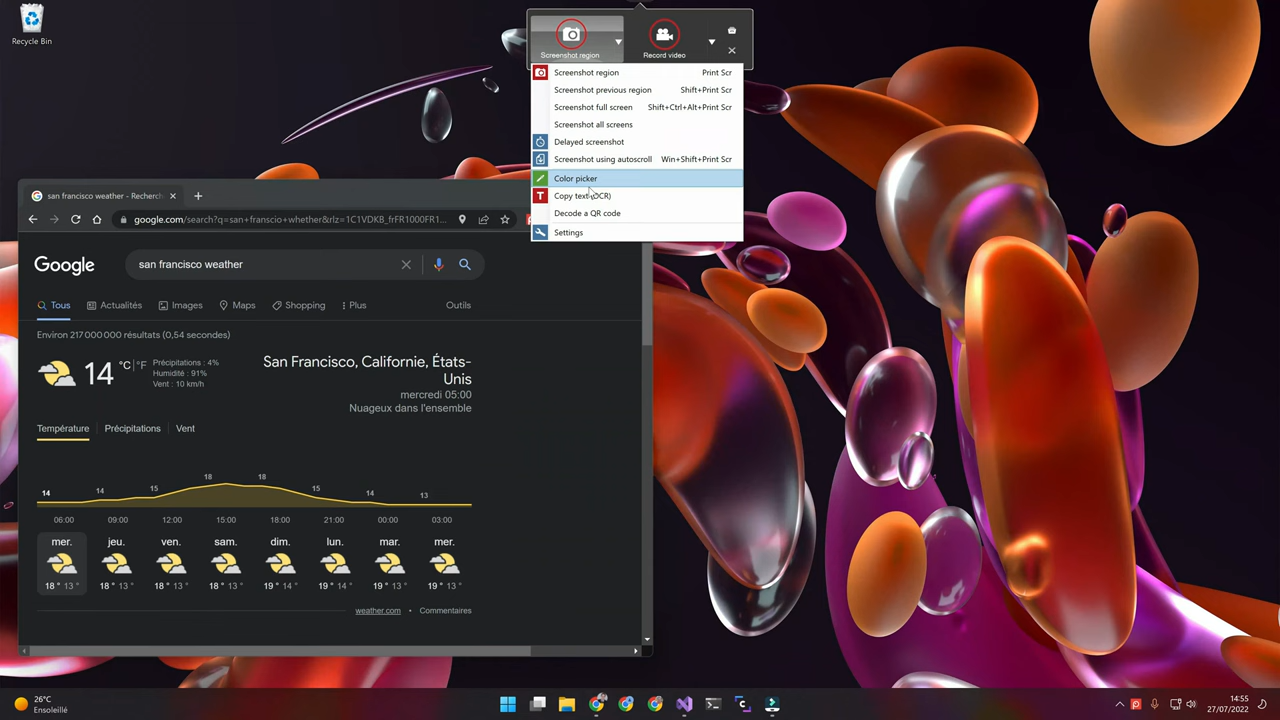 Recycle Bin
Screenshot region
Record video
Screenshot region Print Scr
Screenshot previous region Shift+Print Scr
Screenshot full screen Shift+Ctrl+Alt+Print Scr
Screenshot all screens
Delayed screenshot
Screenshot using autoscroll Win+Shift+Print Scr
Color picker
Copy text (OCR)
Decode a QR code
Settings
san francisco weather - Recherch
google.com/search?q=san+franscio+whether&rlz=1C1VDKB_frFR1000FR1...
Google
san francisco weather
Tous Actualités Images Maps Shopping Plus Outils
Environ 217 000 000 résultats (0,54 secondes)
14 °C | °F
Précipitations : 4%
Humidité : 91%
Vent : 10 km/h
San Francisco, Californie, États-
Unis
mercredi 05:00
Nuageux dans l'ensemble
Température Précipitations Vent
14 14 15 18 18 15 14 13
06:00 09:00 12:00 15:00 18:00 21:00 00:00 03:00
mer. jeu. ven. sam. dim. lun. mar. mer.
18° 13° 18° 13° 18° 13° 18° 13° 19° 14° 19° 14° 19° 13° 18° 13°
weather.com • Commentaires
26°C
Ensoleillé
14:55
27/07/2022